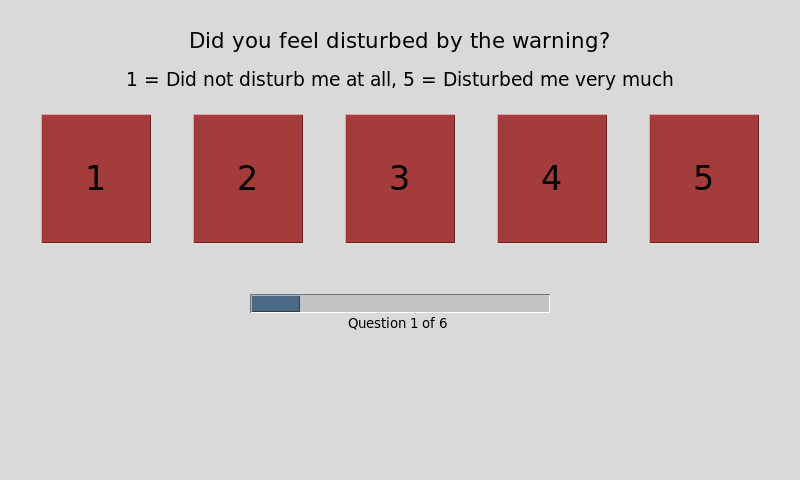 Did you feel disturbed by the warning?
1 = Did not disturb me at all, 5 = Disturbed me very much
1 2 3 4 5
Question 1 of 6